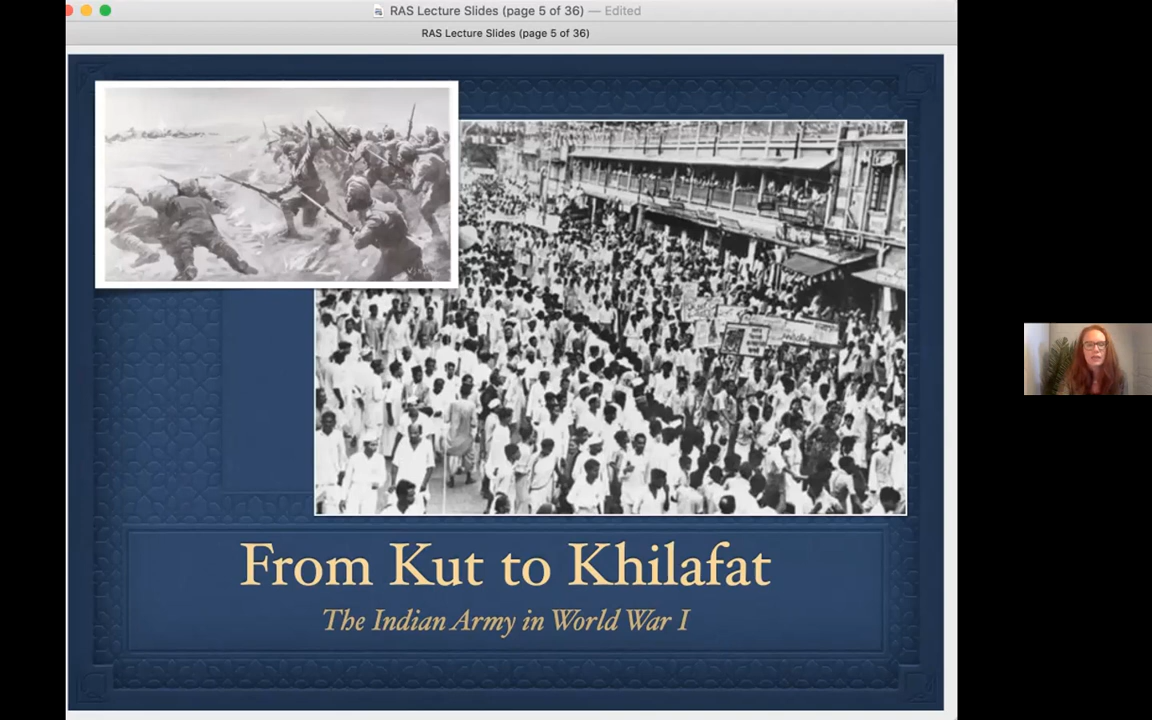 RAS Lecture Slides (page 5 of 36) — Edited
RAS Lecture Slides (page 5 of 36)
From Kut to Khilafat
The Indian Army in World War I